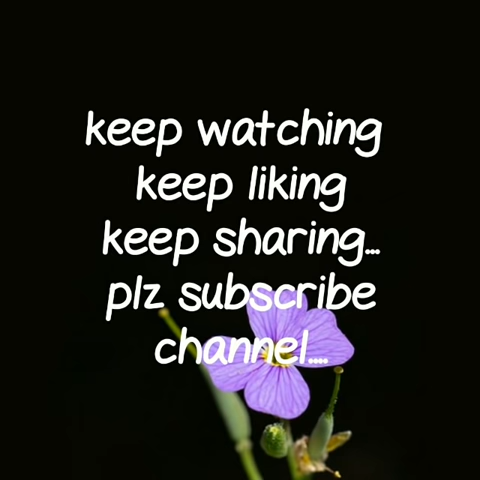 keep watching
keep liking
keep sharing...
plz subscribe
channel....